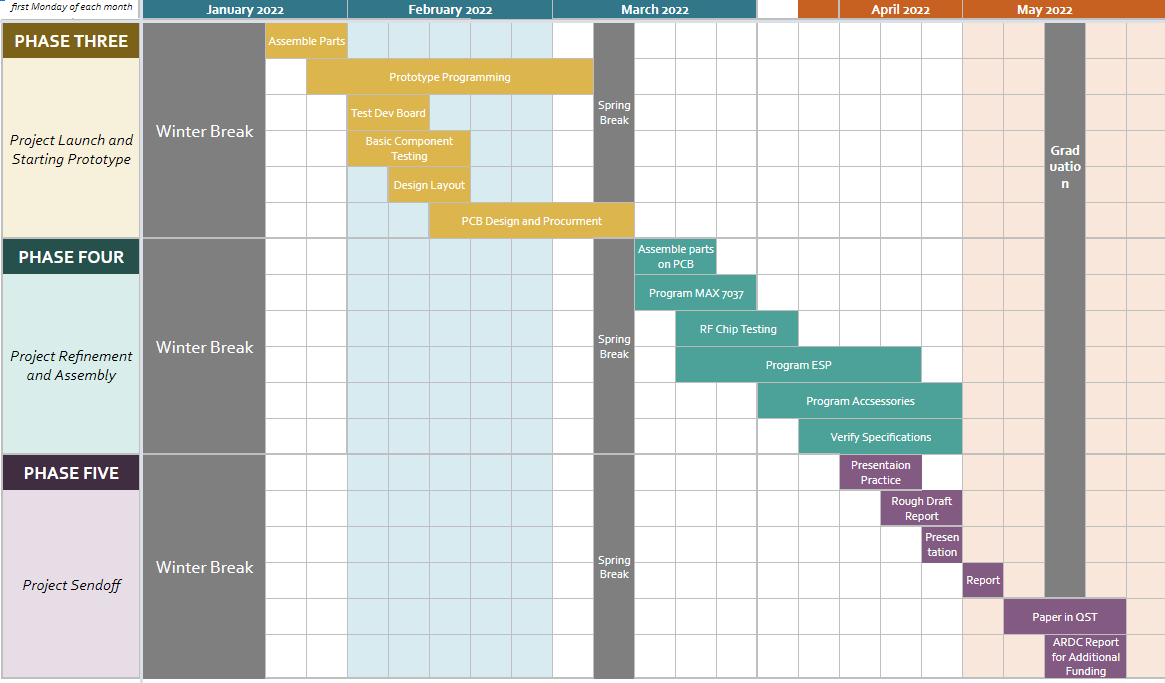 first Monday of each month
January 2022
February 2022
March 2022
April 2022
May 2022
PHASE THREE
Project Launch and
Starting Prototype
Winter Break
Assemble Parts
Prototype Programming
Test Dev Board
Basic Component
Testing
Design Layout
PCB Design and Procurment
Spring
Break
Grad
uatio
n
PHASE FOUR
Project Refinement
and Assembly
Winter Break
Spring
Break
Assemble parts
on PCB
Program MAX 7037
RF Chip Testing
Program ESP
Program Accsessories
Verify Specifications
PHASE FIVE
Project Sendoff
Winter Break
Spring
Break
Presentaion
Practice
Rough Draft
Report
Presen
tation
Report
Paper in QST
ARDC Report
for Additional
Funding